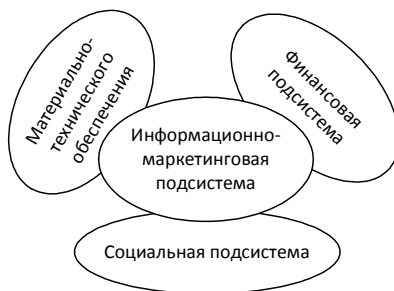 Материально-
технического
обеспечения
Финансовая
подсистема
Информационно-
маркетинговая
подсистема
Социальная подсистема